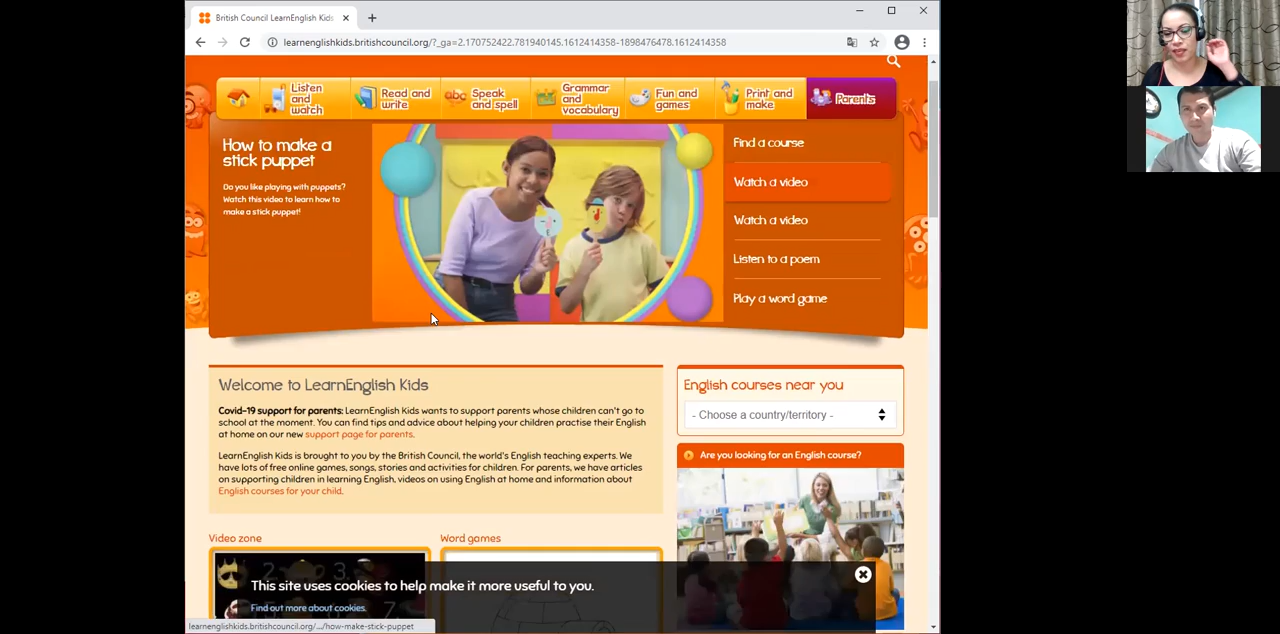 British Council LearnEnglish Kids
learnenglishkids.britishcouncil.org/?_ga=2.170752422.781940145.1612414358-1898476478.1612414358
Listen and watch
Read and write
Speak and spell
Grammar and vocabulary
Fun and games
Print and make
Parents
How to make a
stick puppet
Do you like playing with puppets?
Watch this video to learn how to
make a stick puppet!
Find a course
Watch a video
Watch a video
Listen to a poem
Play a word game
Welcome to LearnEnglish Kids
Covid-19 support for parents: LearnEnglish Kids wants to support parents whose children can't go to
school at the moment. You can find tips and advice about helping your children practise their English
at home on our new support page for parents.
LearnEnglish Kids is brought to you by the British Council, the world's English teaching experts. We
have lots of free online games, songs, stories and activities for children. For parents, we have articles
on supporting children in learning English, videos on using English at home and information about
English courses for your child.
English courses near you
- Choose a country/territory -
Are you looking for an English course?
Video zone
Word games
This site uses cookies to help make it more useful to you.
Find out more about cookies.
learnenglishkids.britishcouncil.org/.../how-make-stick-puppet